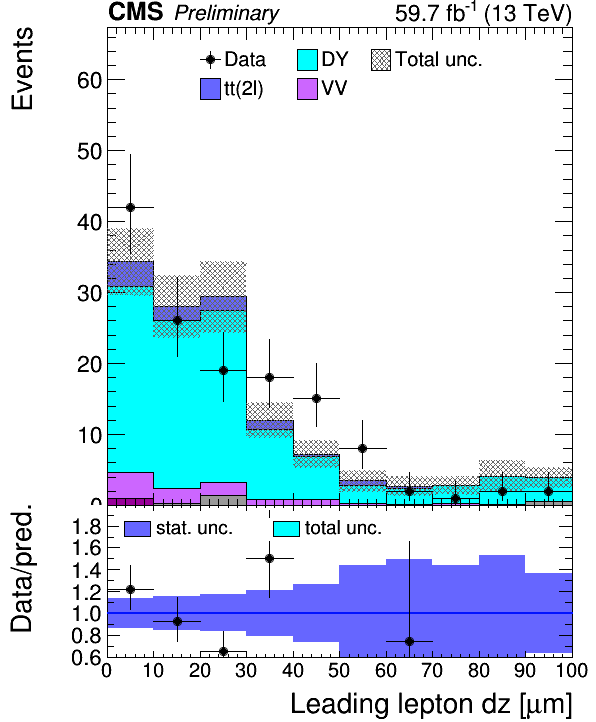 CMS Preliminary 59.7 fb⁻¹ (13 TeV)
Events
Data DY Total unc.
tt(2l) VV
60
50
40
30
20
10
0
Data/pred.
stat. unc. total unc.
1.8
1.6
1.4
1.2
1.0
0.8
0.6
0 10 20 30 40 50 60 70 80 90 100
Leading lepton dz [μm]